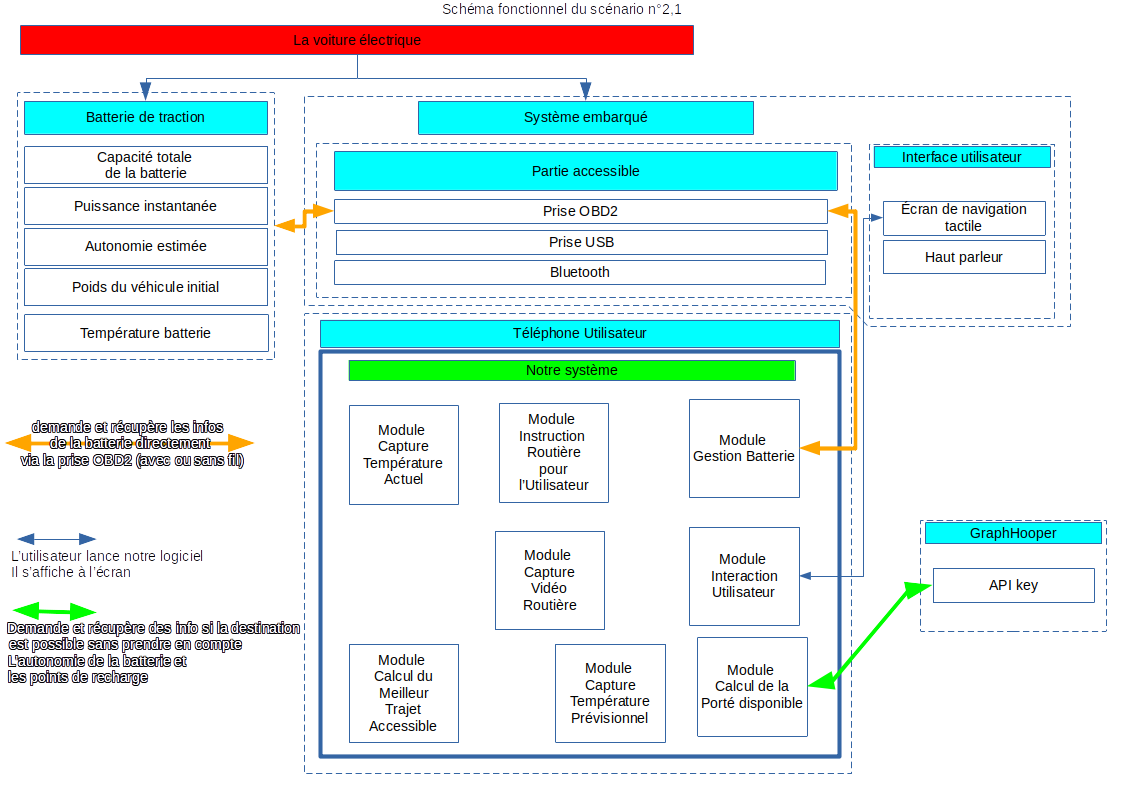 Schéma fonctionnel du scénario n°2,1
La voiture électrique
Batterie de traction
Capacité totale
de la batterie
Puissance instantanée
Autonomie estimée
Poids du véhicule initial
Température batterie
Système embarqué
Partie accessible
Prise OBD2
Prise USB
Bluetooth
Interface utilisateur
Écran de navigation
tactile
Haut parleur
Téléphone Utilisateur
Notre système
Module
Capture
Température
Actuel
Module
Instruction
Routière
pour
l'Utilisateur
Module
Gestion Batterie
Module
Capture
Vidéo
Routière
Module
Interaction
Utilisateur
Module
Calcul du
Meilleur
Trajet
Accessible
Module
Capture
Température
Prévisionnel
Module
Calcul de la
Porté disponible
GraphHooper
API key
demande et récupère les infos
de la batterie directement
via la prise OBD2 (avec ou sans fil)
L'utilisateur lance notre logiciel
Il s'affiche à l'écran
Demande et récupère des info si la destination
est possible sans prendre en compte
L'autonomie de la batterie et
les points de recharge